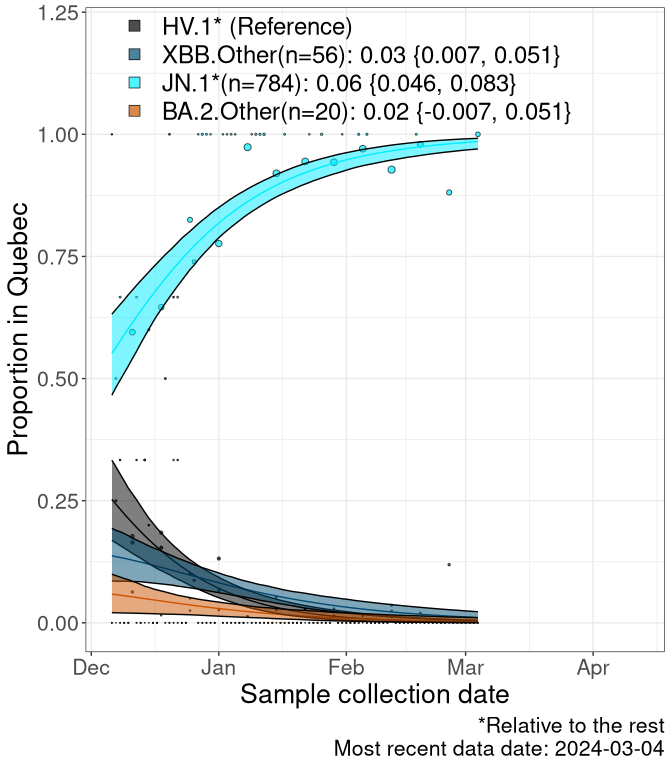 HV.1* (Reference)
XBB.Other(n=56): 0.03 {0.007, 0.051}
JN.1*(n=784): 0.06 {0.046, 0.083}
BA.2.Other(n=20): 0.02 {-0.007, 0.051}
Proportion in Quebec
1.25
1.00
0.75
0.50
0.25
0.00
Dec Jan Feb Mar Apr
Sample collection date
*Relative to the rest
Most recent data date: 2024-03-04